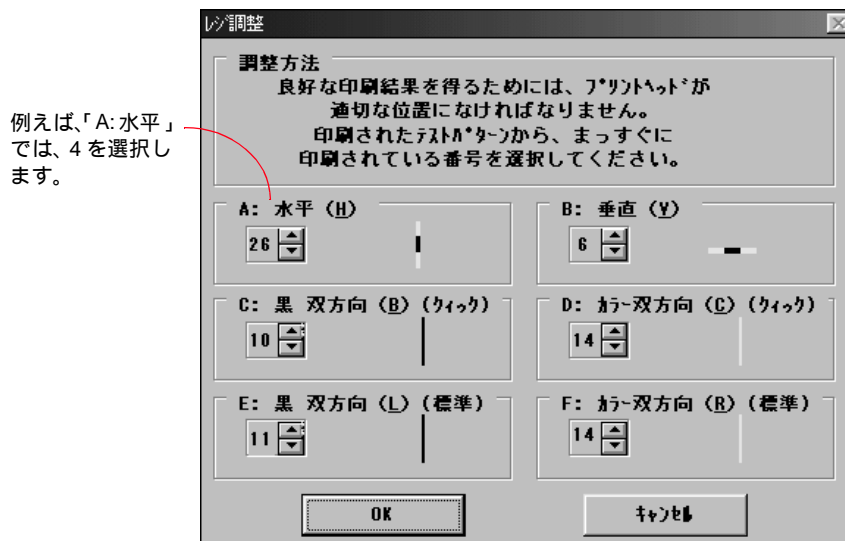 レジ調整
調整方法
良好な印刷結果を得るためには、プリントヘッドが
適切な位置になければなりません。
印刷されたテストパターンから、まっすぐに
印刷されている番号を選択してください。
例えば、「A:水平」
では、4を選択し
ます。
A: 水平 (H)
26
B: 垂直 (V)
6
C: 黒 双方向 (B) (クィック)
10
D: カラー双方向 (C) (クィック)
14
E: 黒 双方向 (L) (標準)
11
F: カラー双方向 (R) (標準)
14
OK
キャンセル